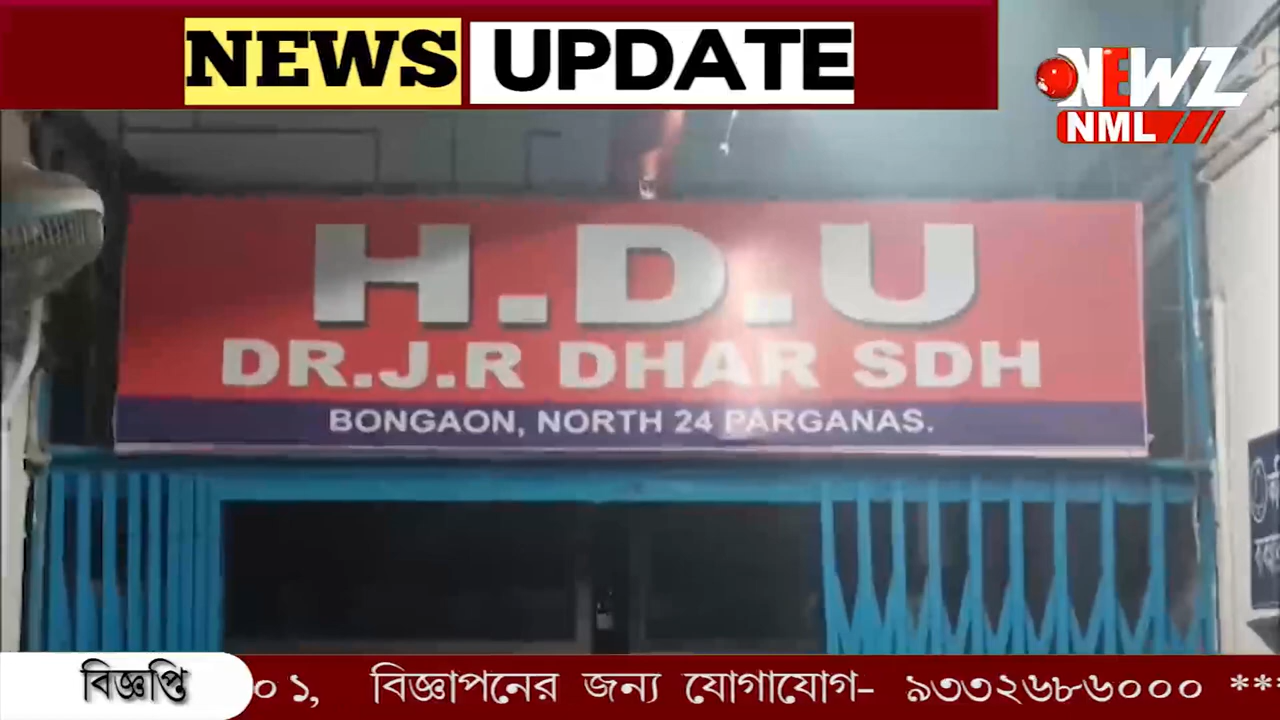 NEWS UPDATE
NEWZ
NML
H.D.U
DR.J.R DHAR SDH
BONGAON, NORTH 24 PARGANAS.
বিজ্ঞপ্তি
০১, বিজ্ঞাপনের জন্য যোগাযোগ- ৯৩৩২৬৮৬০০০ ***